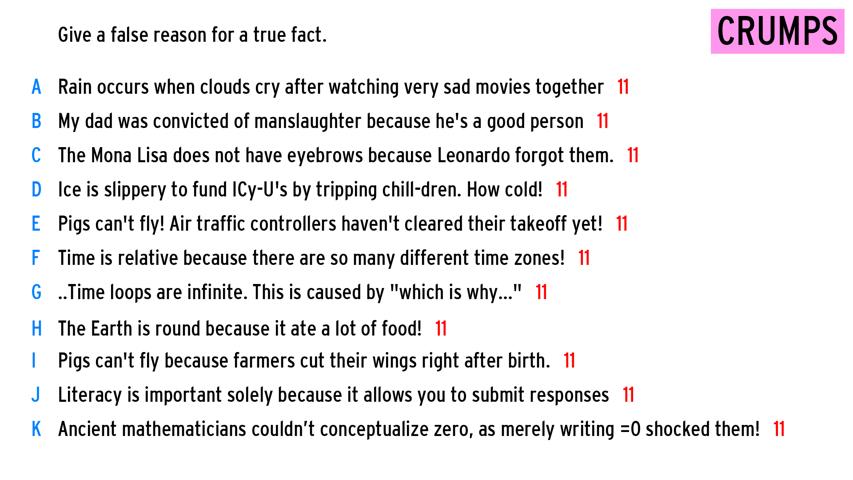 Give a false reason for a true fact.
CRUMPS
A Rain occurs when clouds cry after watching very sad movies together 11
B My dad was convicted of manslaughter because he's a good person 11
C The Mona Lisa does not have eyebrows because Leonardo forgot them. 11
D Ice is slippery to fund ICy-U's by tripping chill-dren. How cold! 11
E Pigs can't fly! Air traffic controllers haven't cleared their takeoff yet! 11
F Time is relative because there are so many different time zones! 11
G ..Time loops are infinite. This is caused by "which is why..." 11
H The Earth is round because it ate a lot of food! 11
I Pigs can't fly because farmers cut their wings right after birth. 11
J Literacy is important solely because it allows you to submit responses 11
K Ancient mathematicians couldn’t conceptualize zero, as merely writing =0 shocked them! 11